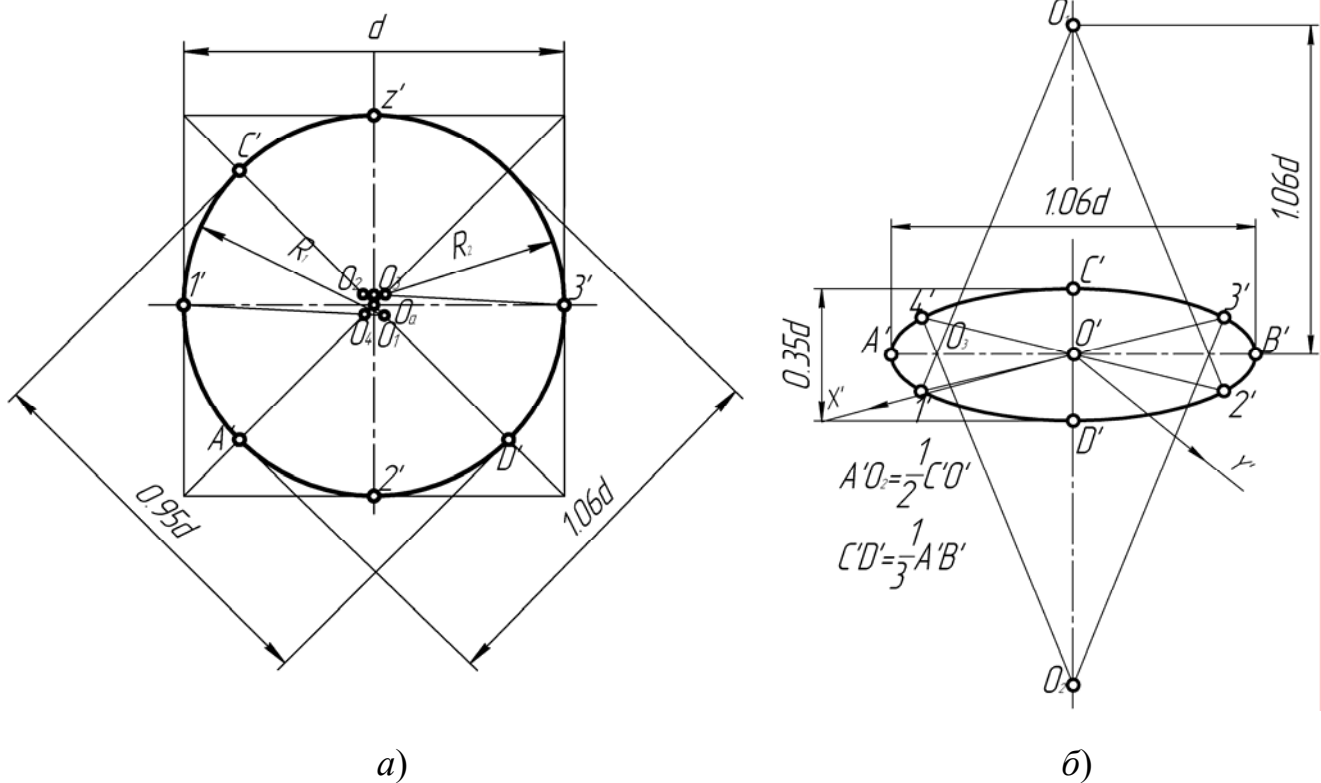 d
z'
C'
R₁
R₂
O₂ O₃
1'
3'
Oₐ
O₄ O₁
A'
D'
2'
0.95d
1.06d
a)
O₁
1.06d
1.06d
C'
4'
3'
O₃
O'
A'
B'
0.35d
X'
1'
2'
D'
Y'
A'O₂=1/2C'O'
C'D'=1/3A'B'
O₂
б)